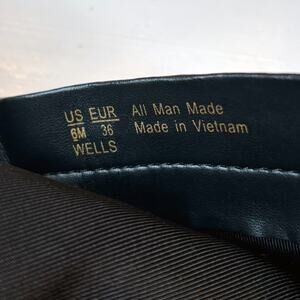 US EUR All Man Made
6M 36 Made in Vietnam
WELLS